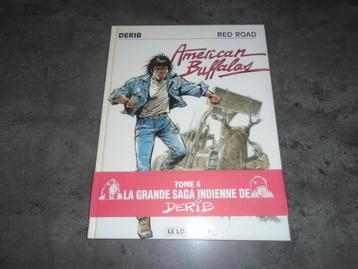 DERIB
RED ROAD
American
Buffalos
TOME 4
LA GRANDE SAGA INDIENNE DE
DERIB
LE LO